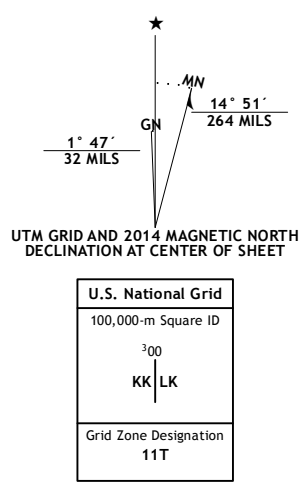 ★
MN
GN
1° 47´
32 MILS
14° 51´
264 MILS
UTM GRID AND 2014 MAGNETIC NORTH
DECLINATION AT CENTER OF SHEET
U.S. National Grid
100,000-m Square ID
³00
KK LK
Grid Zone Designation
11T